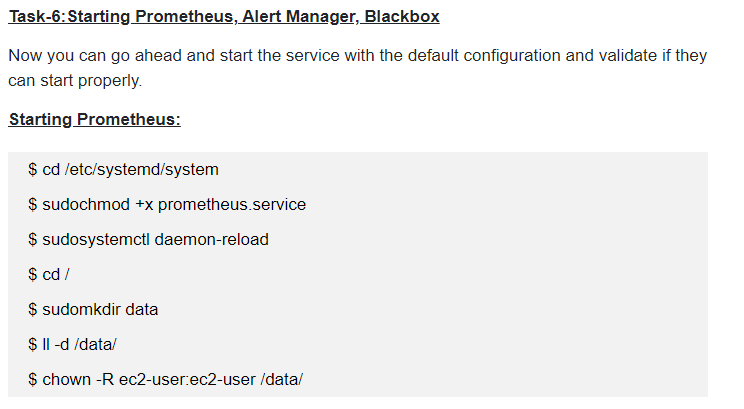 Task-6:Starting Prometheus, Alert Manager, Blackbox
Now you can go ahead and start the service with the default configuration and validate if they
can start properly.
Starting Prometheus:
$ cd /etc/systemd/system
$ sudochmod +x prometheus.service
$ sudosystemctl daemon-reload
$ cd /
$ sudomkdir data
$ ll -d /data/
$ chown -R ec2-user:ec2-user /data/